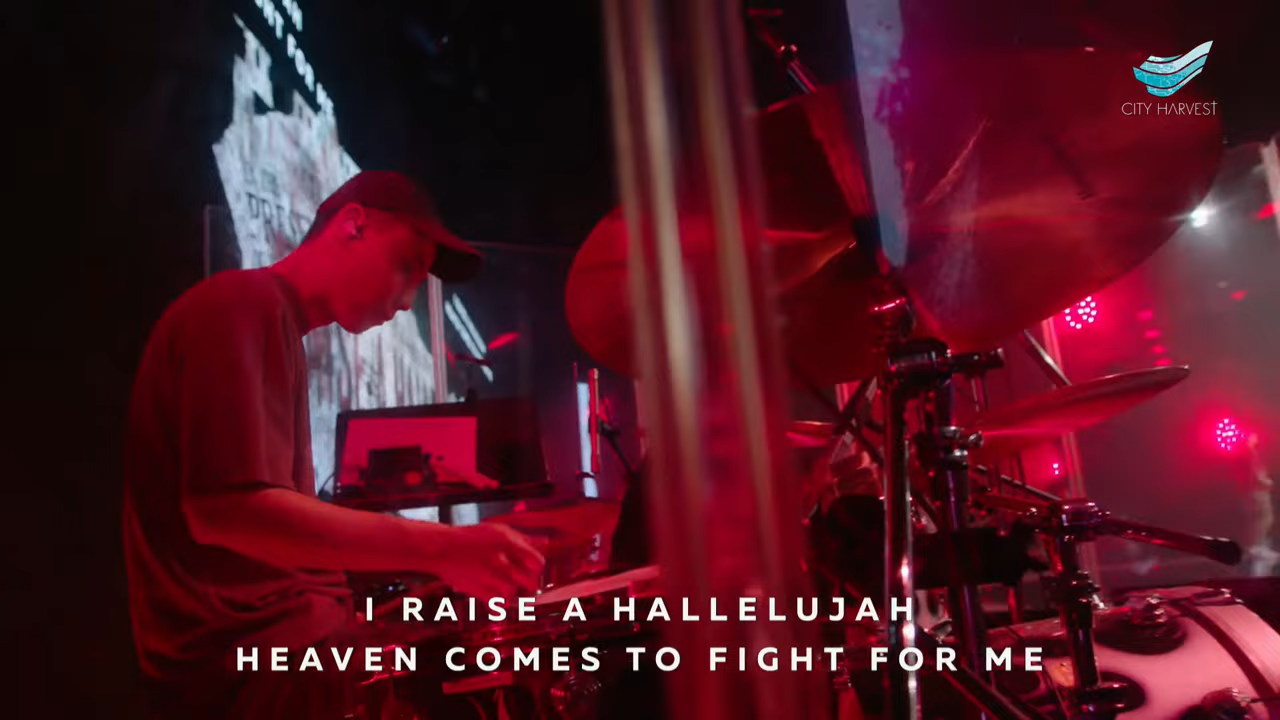 CITY HARVEST
I RAISE A HALLELUJAH
HEAVEN COMES TO FIGHT FOR ME